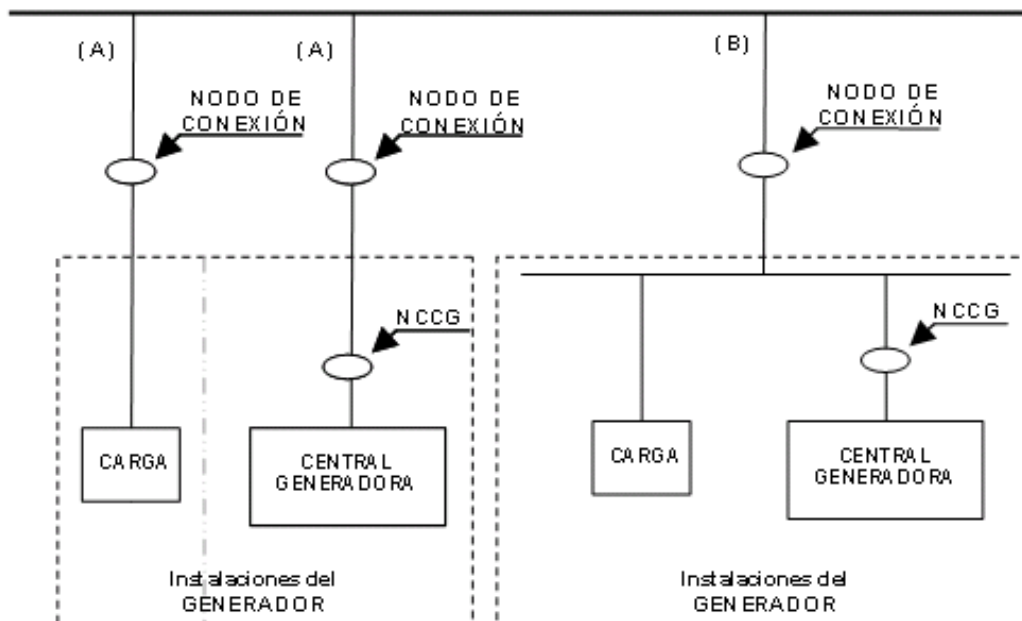 (A)
(A)
(B)
NODO DE
CONEXIÓN
NODO DE
CONEXIÓN
NODO DE
CONEXIÓN
NCCG
NCCG
CARGA
CENTRAL
GENERADORA
CARGA
CENTRAL
GENERADORA
Instalaciones del
GENERADOR
Instalaciones del
GENERADOR